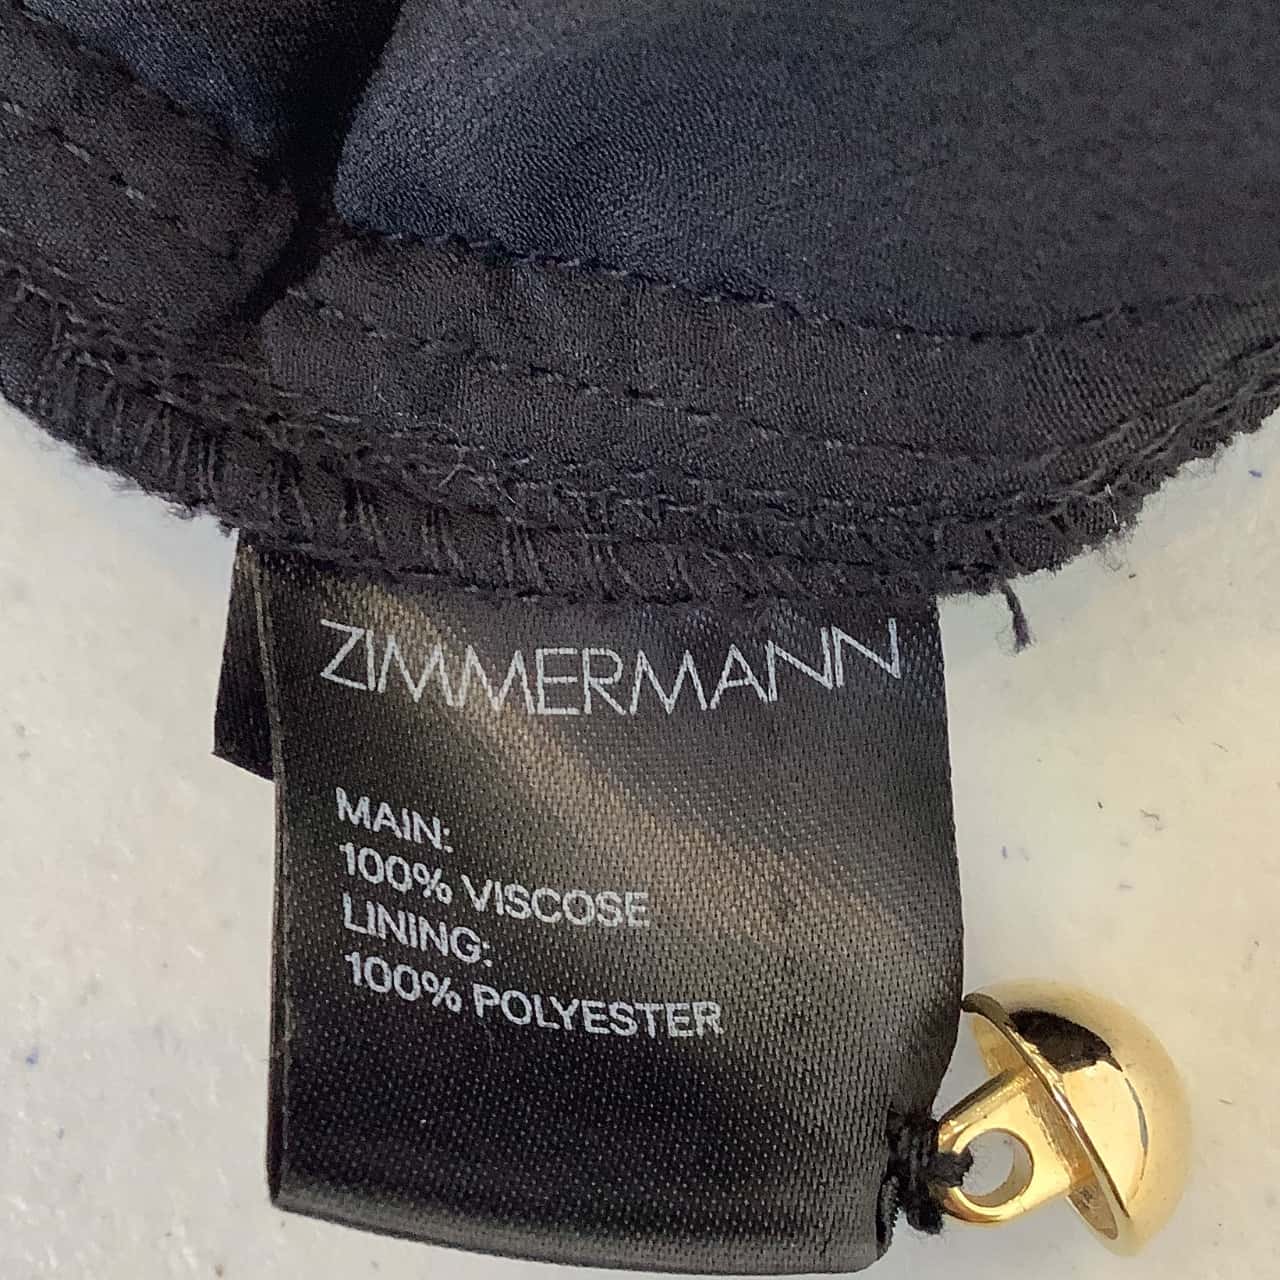 ZIMMERMANN
MAIN:
100% VISCOSE
LINING:
100% POLYESTER